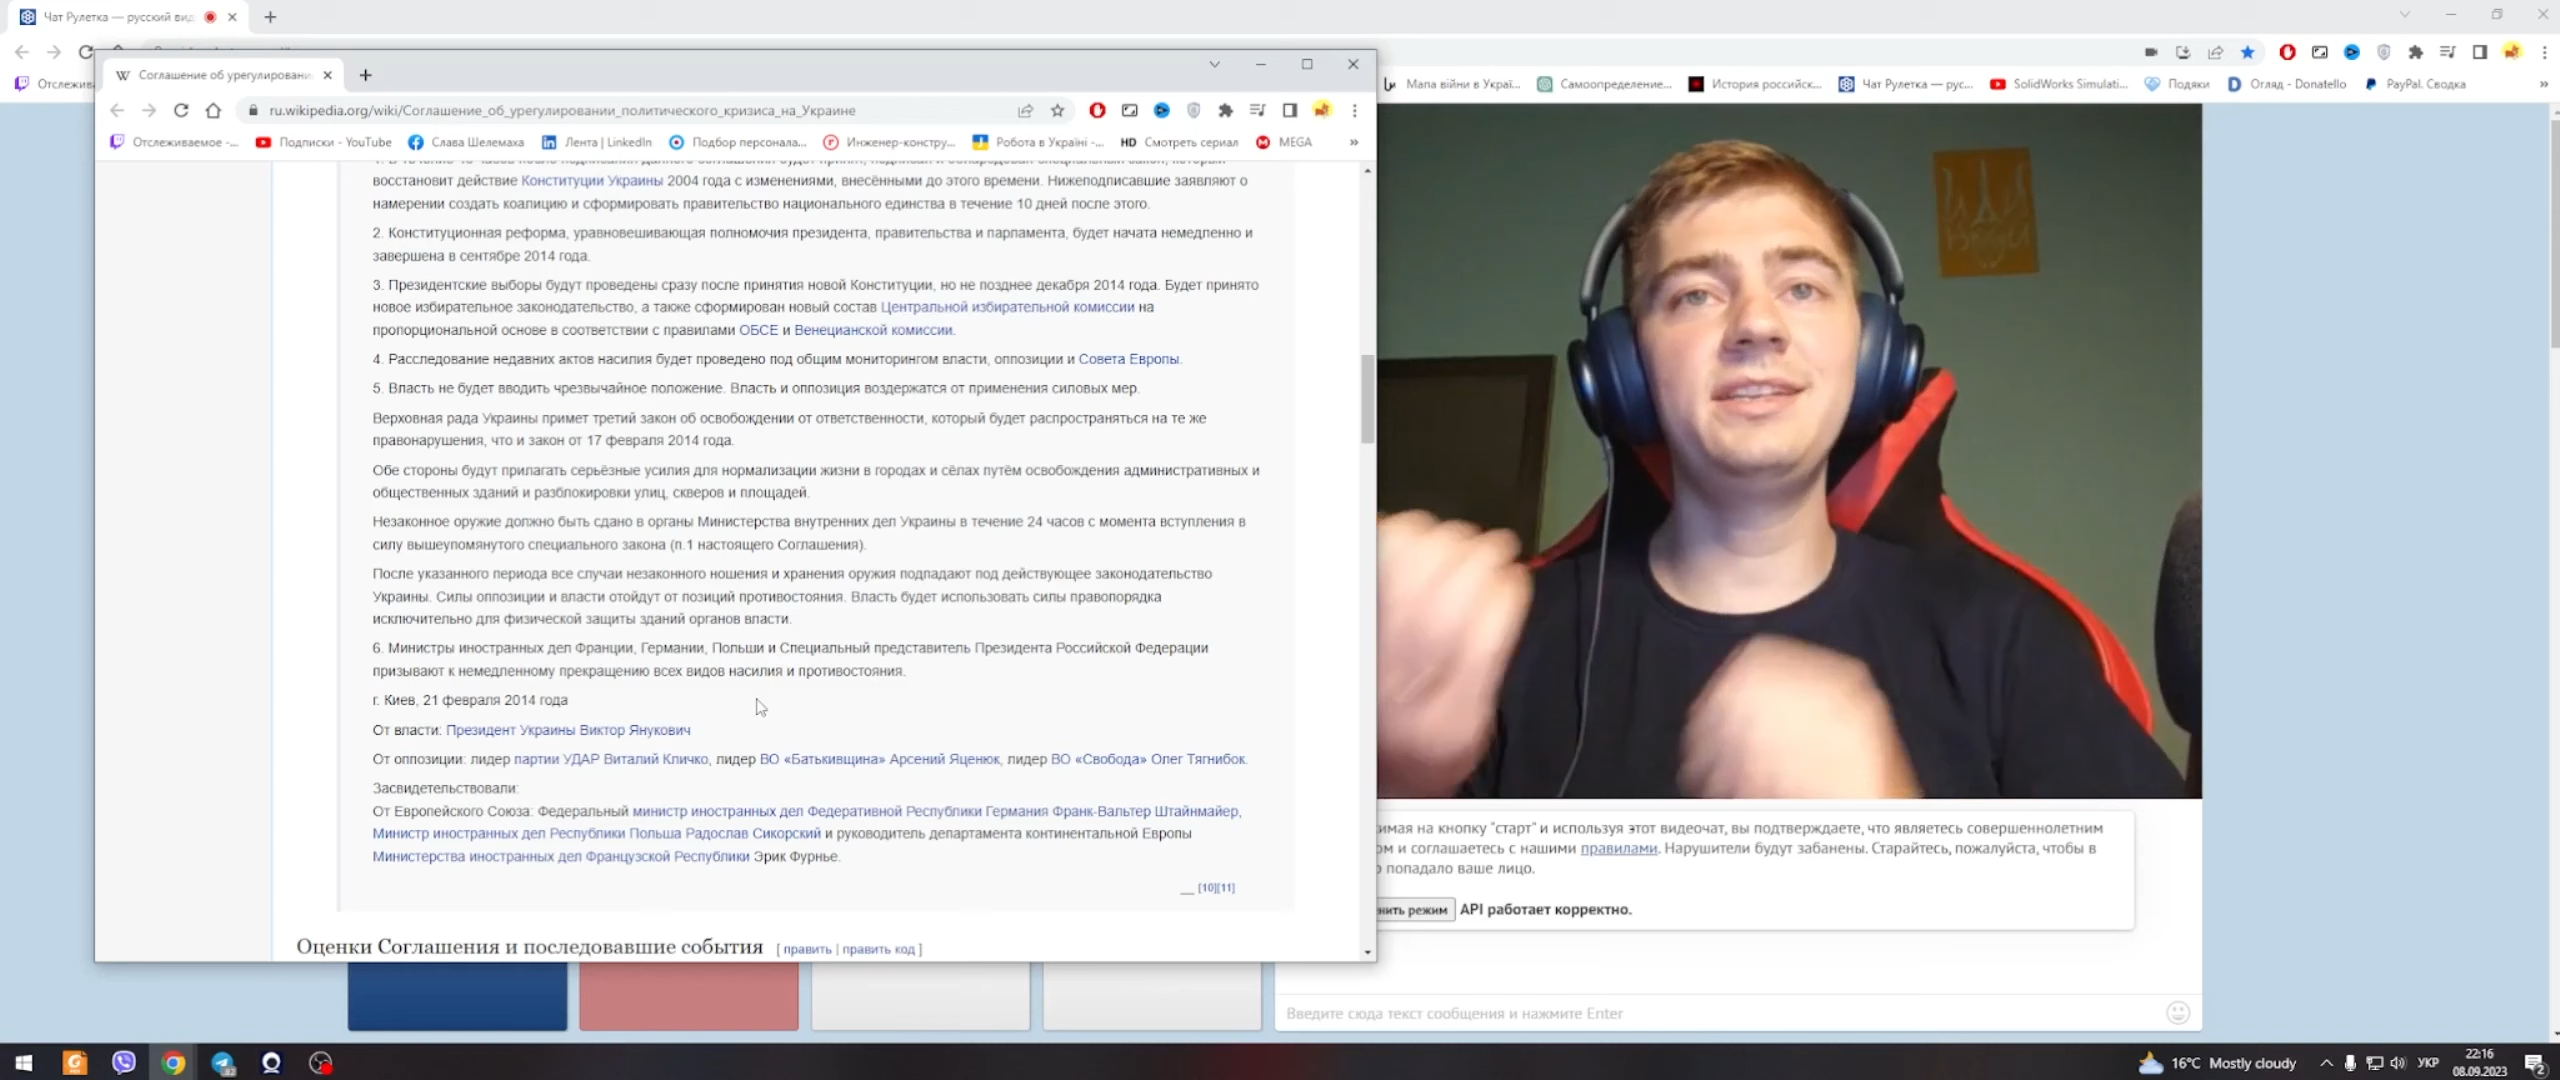 Чат Рулетка — русский вид
Соглашение об урегулировани
ru.wikipedia.org/wiki/Соглашение_об_урегулировании_политического_кризиса_на_Украине
Отслежив
Мапа війни в Украї...
Самоопределение...
История российск...
Чат Рулетка — рус...
SolidWorks Simulati...
Подяки
Огляд - Donatello
PayPal. Сводка
Отслеживаемое -...
Подписки - YouTube
Слава Шелемаха
Лента | LinkedIn
Подбор персонала...
Инженер-констру...
Робота в Україні -...
HD Смотреть сериал
MEGA
восстановит действие Конституции Украины 2004 года с изменениями, внесёнными до этого времени. Нижеподписавшие заявляют о
намерении создать коалицию и сформировать правительство национального единства в течение 10 дней после этого.
2. Конституционная реформа, уравновешивающая полномочия президента, правительства и парламента, будет начата немедленно и
завершена в сентябре 2014 года.
3. Президентские выборы будут проведены сразу после принятия новой Конституции, но не позднее декабря 2014 года. Будет принято
новое избирательное законодательство, а также сформирован новый состав Центральной избирательной комиссии на
пропорциональной основе в соответствии с правилами ОБСЕ и Венецианской комиссии.
4. Расследование недавних актов насилия будет проведено под общим мониторингом власти, оппозиции и Совета Европы.
5. Власть не будет вводить чрезвычайное положение. Власть и оппозиция воздержатся от применения силовых мер.
Верховная рада Украины примет третий закон об освобождении от ответственности, который будет распространяться на те же
правонарушения, что и закон от 17 февраля 2014 года.
Обе стороны будут прилагать серьёзные усилия для нормализации жизни в городах и сёлах путём освобождения административных и
общественных зданий и разблокировки улиц, скверов и площадей.
Незаконное оружие должно быть сдано в органы Министерства внутренних дел Украины в течение 24 часов с момента вступления в
силу вышеупомянутого специального закона (п.1 настоящего Соглашения).
После указанного периода все случаи незаконного ношения и хранения оружия подпадают под действующее законодательство
Украины. Силы оппозиции и власти отойдут от позиций противостояния. Власть будет использовать силы правопорядка
исключительно для физической защиты зданий органов власти.
6. Министры иностранных дел Франции, Германии, Польши и Специальный представитель Президента Российской Федерации
призывают к немедленному прекращению всех видов насилия и противостояния.
г. Киев, 21 февраля 2014 года
От власти: Президент Украины Виктор Янукович
От оппозиции: лидер партии УДАР Виталий Кличко, лидер ВО «Батькивщина» Арсений Яценюк, лидер ВО «Свобода» Олег Тягнибок.
Засвидетельствовали:
От Европейского Союза: Федеральный министр иностранных дел Федеративной Республики Германия Франк-Вальтер Штайнмайер,
Министр иностранных дел Республики Польша Радослав Сикорский и руководитель департамента континентальной Европы
Министерства иностранных дел Французской Республики Эрик Фурнье.
__ [10][11]
Оценки Соглашения и последовавшие события [ править | править код ]
имая на кнопку "старт" и используя этот видеочат, вы подтверждаете, что являетесь совершеннолетним
ом и соглашаетесь с нашими правилами. Нарушители будут забанены. Старайтесь, пожалуйста, чтобы в
попадало ваше лицо.
нить режим API работает корректно.
Введите сюда текст сообщения и нажмите Enter
16°C Mostly cloudy
УКР
22:16
08.09.2023
2